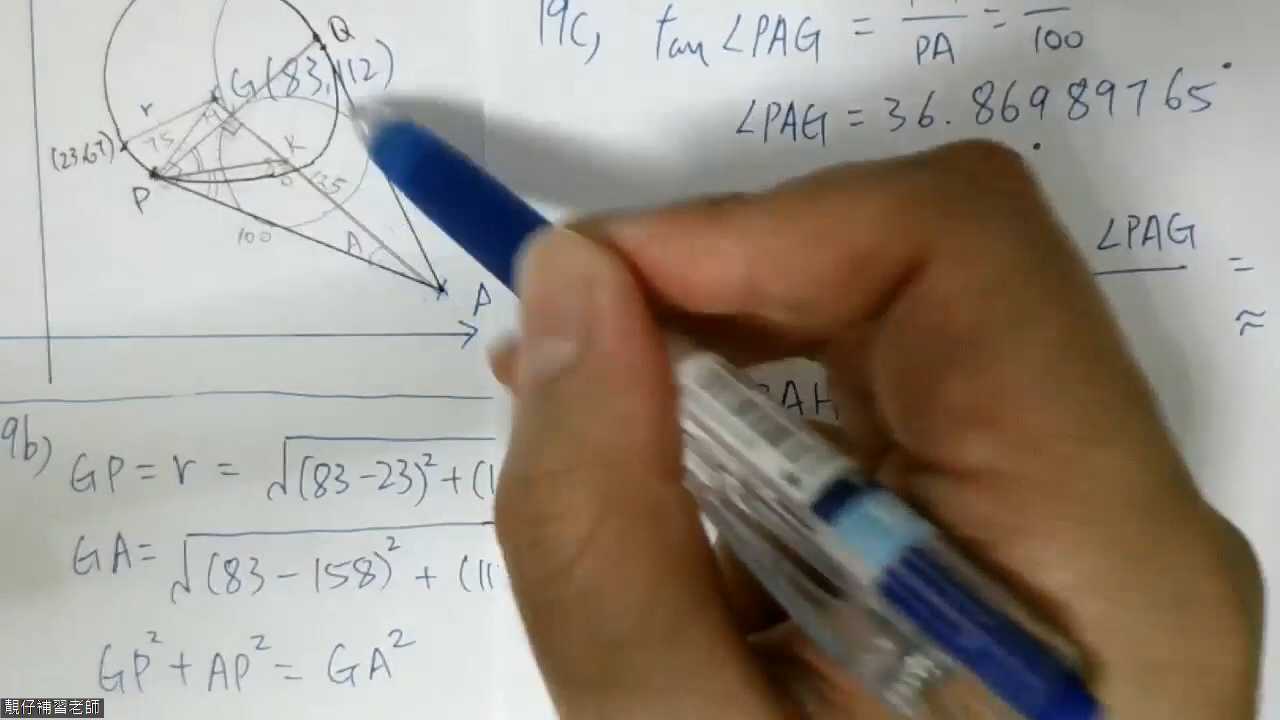 Q
G(83,112)
r
75
(23,67)
K
P
125
100
A
A
19c, tan∠PAG = /PA = /100
∠PAG = 36.86989765°
∠PAG
=
≈
9b) GP = r = √(83-23)²+(1
GA = √(83-158)² + (11
GP² + AP² = GA²
靚仔補習老師